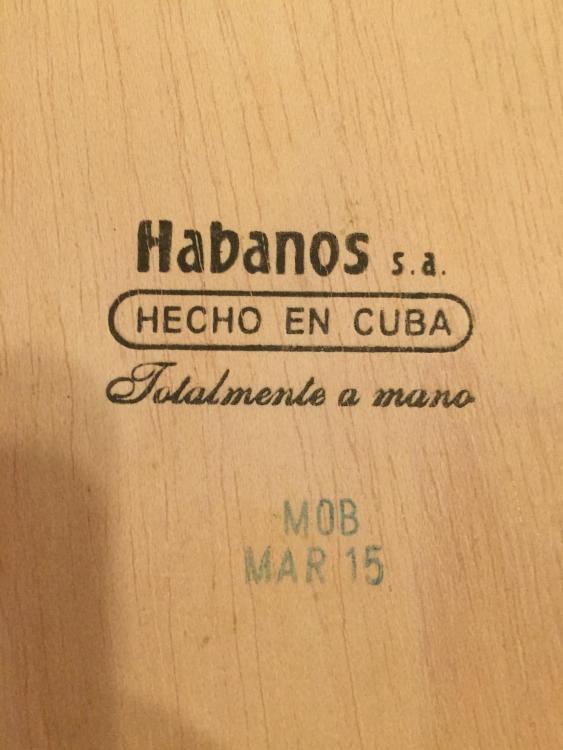 Habanos s.a.
HECHO EN CUBA
Totalmente a mano
MOB
MAR 15